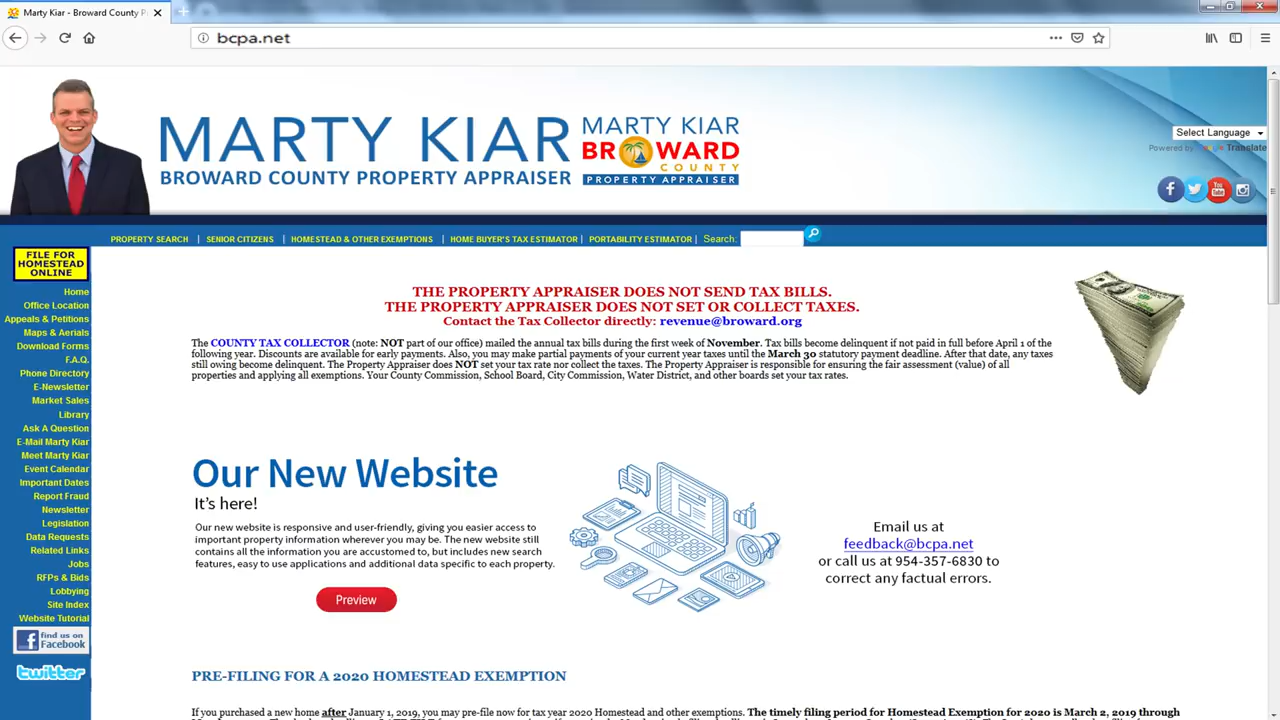 Marty Kiar - Broward County P
bcpa.net
MARTY KIAR
BROWARD COUNTY PROPERTY APPRAISER
MARTY KIAR
BROWARD
COUNTY
PROPERTY APPRAISER
Select Language
Powered by Translate
PROPERTY SEARCH | SENIOR CITIZENS | HOMESTEAD & OTHER EXEMPTIONS | HOME BUYER'S TAX ESTIMATOR | PORTABILITY ESTIMATOR | Search:
FILE FOR
HOMESTEAD
ONLINE
Home
Office Location
Appeals & Petitions
Maps & Aerials
Download Forms
F.A.Q.
Phone Directory
E-Newsletter
Market Sales
Library
Ask A Question
E-Mail Marty Kiar
Meet Marty Kiar
Event Calendar
Important Dates
Report Fraud
Newsletter
Legislation
Data Requests
Related Links
Jobs
RFPs & Bids
Lobbying
Site Index
Website Tutorial
find us on
Facebook
twitter
THE PROPERTY APPRAISER DOES NOT SEND TAX BILLS.
THE PROPERTY APPRAISER DOES NOT SET OR COLLECT TAXES.
Contact the Tax Collector directly: revenue@broward.org
The COUNTY TAX COLLECTOR (note: NOT part of our office) mailed the annual tax bills during the first week of November. Tax bills become delinquent if not paid in full before April 1 of the
following year. Discounts are available for early payments. Also, you may make partial payments of your current year taxes until the March 30 statutory payment deadline. After that date, any taxes
still owing become delinquent. The Property Appraiser does NOT set your tax rate nor collect the taxes. The Property Appraiser is responsible for ensuring the fair assessment (value) of all
properties and applying all exemptions. Your County Commission, School Board, City Commission, Water District, and other boards set your tax rates.
Our New Website
It's here!
Our new website is responsive and user-friendly, giving you easier access to
important property information wherever you may be. The new website still
contains all the information you are accustomed to, but includes new search
features, easy to use applications and additional data specific to each property.
Preview
Email us at
feedback@bcpa.net
or call us at 954-357-6830 to
correct any factual errors.
PRE-FILING FOR A 2020 HOMESTEAD EXEMPTION
If you purchased a new home after January 1, 2019, you may pre-file now for tax year 2020 Homestead and other exemptions. The timely filing period for Homestead Exemption for 2020 is March 2, 2019 through